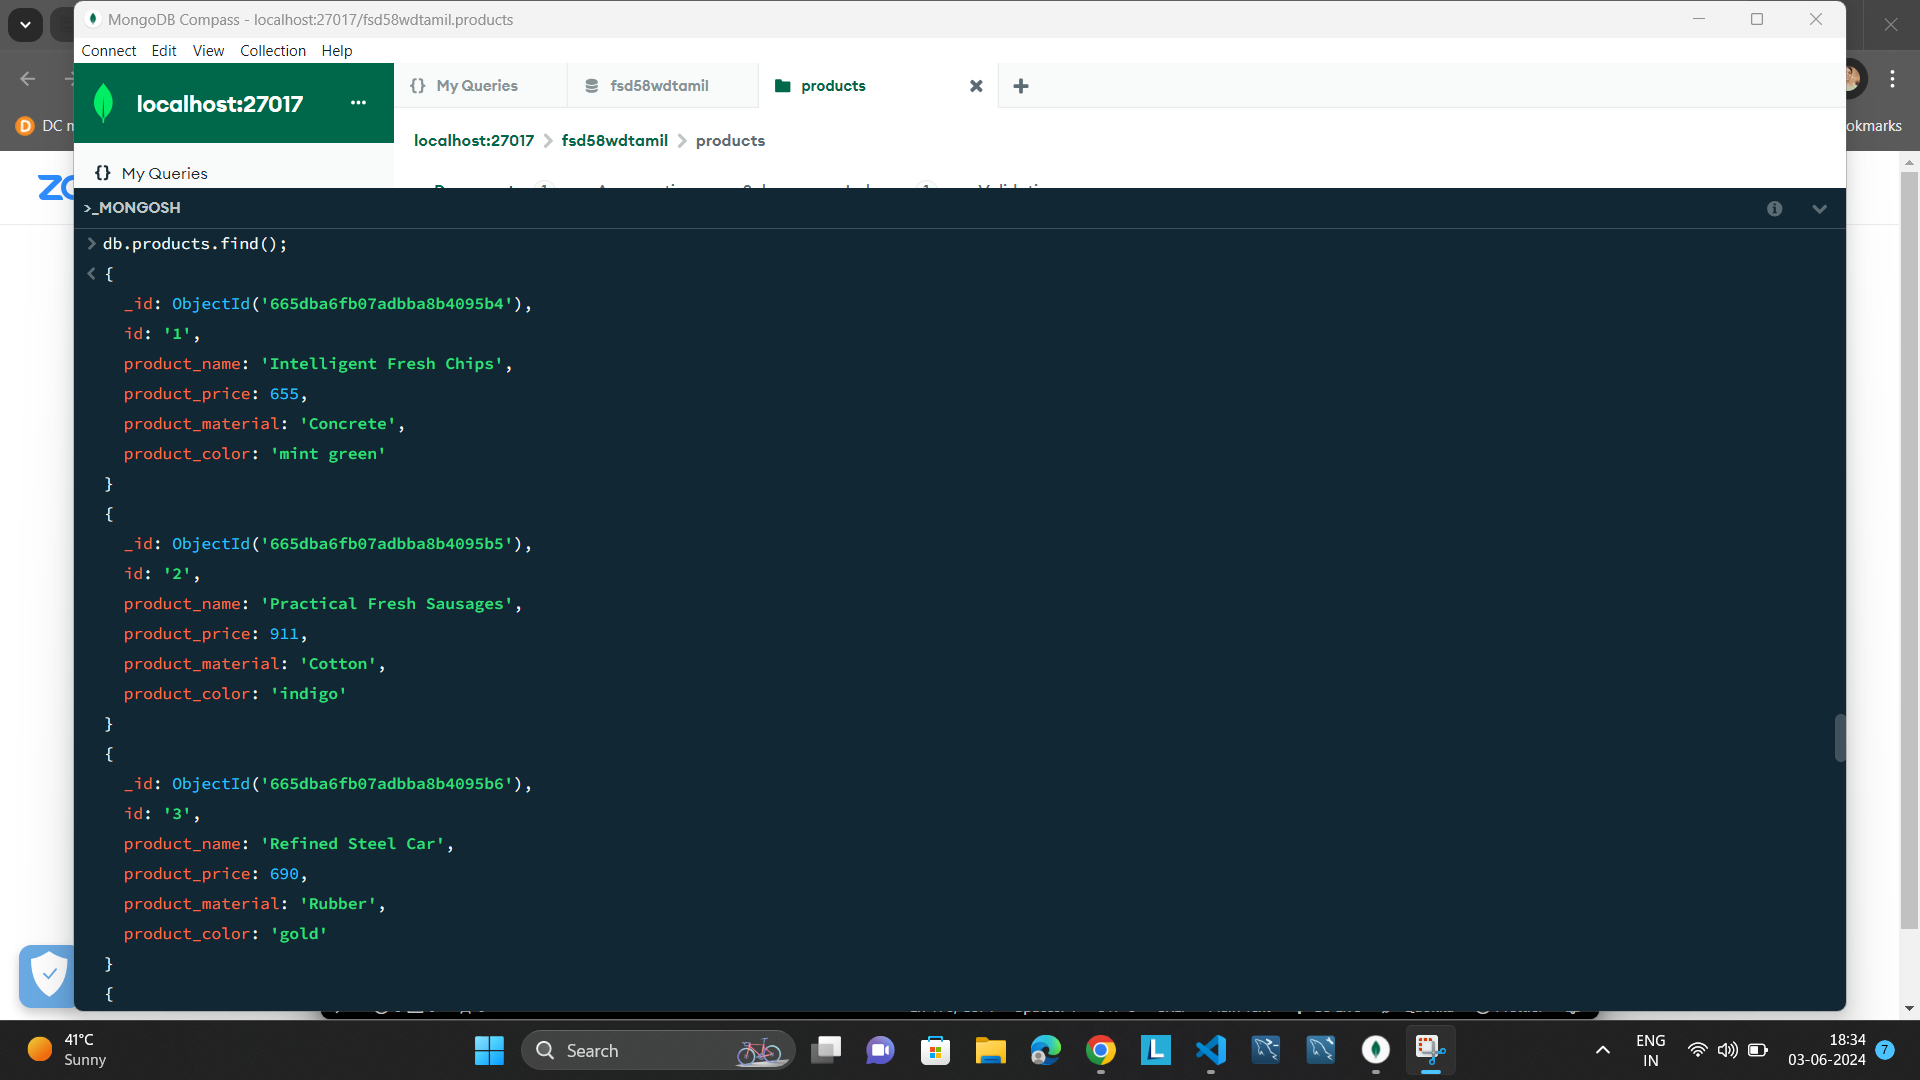 MongoDB Compass - localhost:27017/fsd58wdtamil.products
Connect Edit View Collection Help
localhost:27017 ...
{} My Queries
fsd58wdtamil
products
DC
okmarks
localhost:27017 > fsd58wdtamil > products
{} My Queries
>_MONGOSH
> db.products.find();
< {
_id: ObjectId('665dba6fb07adbba8b4095b4'),
id: '1',
product_name: 'Intelligent Fresh Chips',
product_price: 655,
product_material: 'Concrete',
product_color: 'mint green'
}
{
_id: ObjectId('665dba6fb07adbba8b4095b5'),
id: '2',
product_name: 'Practical Fresh Sausages',
product_price: 911,
product_material: 'Cotton',
product_color: 'indigo'
}
{
_id: ObjectId('665dba6fb07adbba8b4095b6'),
id: '3',
product_name: 'Refined Steel Car',
product_price: 690,
product_material: 'Rubber',
product_color: 'gold'
}
{
41°C
Sunny
Search
L
ENG
IN
18:34
03-06-2024
7